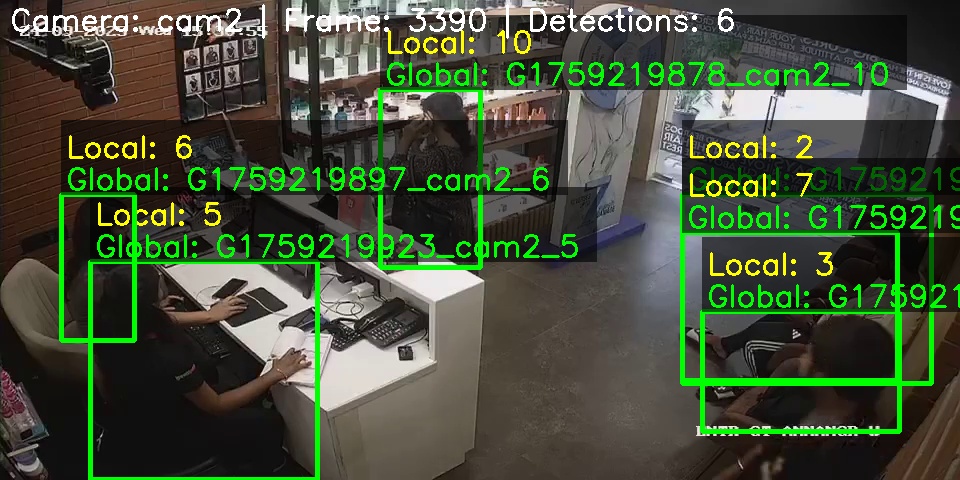 Camera: cam2 | Frame: 3390 | Detections: 6
Local: 10
Global: G1759219878_cam2_10
Local: 6
Global: G1759219897_cam2_6
Local: 5
Global: G1759219923_cam2_5
Local: 2
Local: 7
Global: G1759219
Local: 3
Global: G175921